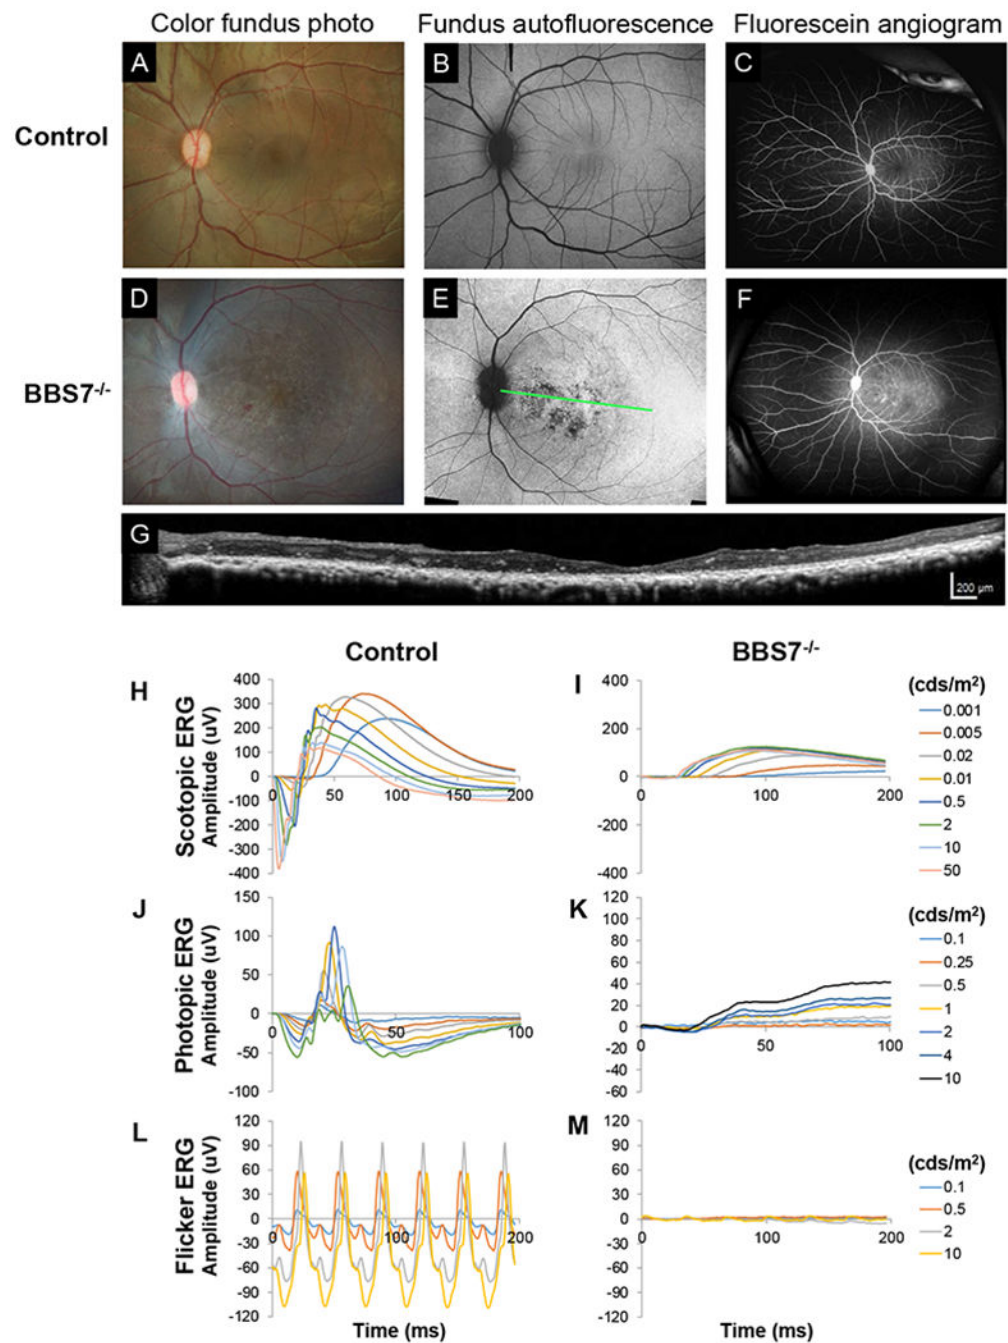 Color fundus photo Fundus autofluorescence Fluorescein angiogram
A B C
Control
D E F
BBS7-/-
G
200 µm
Control BBS7-/-
H
Scotopic ERG
Amplitude (uV)
400
300
200
100
0
-100
-200
-300
-400
0 50 100 150 200
I
400
200
0
-200
-400
0 100 200
(cds/m²)
0.001
0.005
0.02
0.01
0.5
2
10
50
J
Photopic ERG
Amplitude (uV)
150
100
50
0
-50
-100
0 50 100
K
120
100
80
60
40
20
0
-20
-40
-60
0 50 100
(cds/m²)
0.1
0.25
0.5
1
2
4
10
L
Flicker ERG
Amplitude (uV)
120
90
60
30
0
-30
-60
-90
-120
0 100 200
Time (ms)
M
120
90
60
30
0
-30
-60
-90
-120
0 100 200
Time (ms)
(cds/m²)
0.1
0.5
2
10